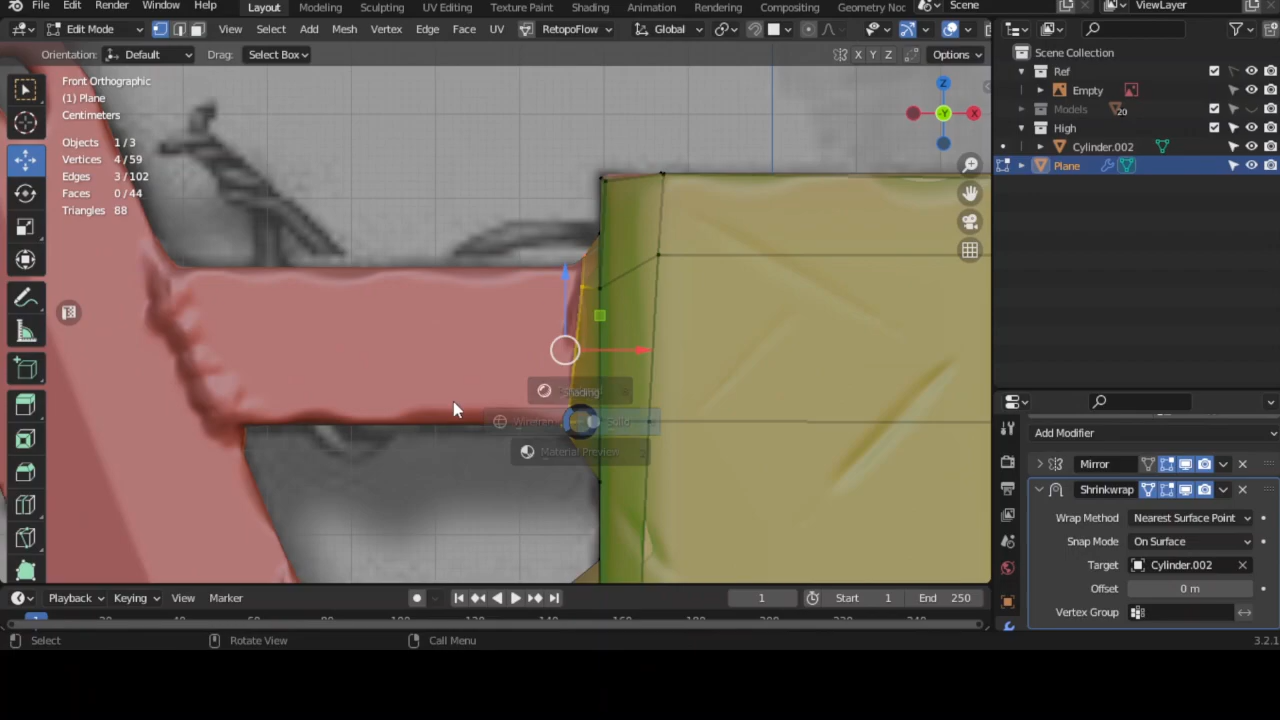 File Edit Render Window Help Layout Modeling Sculpting UV Editing Texture Paint Shading Animation Rendering Compositing Geometry Noc Scene ViewLayer
Edit Mode View Select Add Mesh Vertex Edge Face UV RetopoFlow Global
Orientation: Default Drag: Select Box X Y Z Options
Scene Collection
Ref
Empty
Models 20
High
Cylinder.002
Plane
Front Orthographic
(1) Plane
Centimeters
Objects 1/3
Vertices 4/59
Edges 3/102
Faces 0/44
Triangles 88
Z
-Y
X
Shading
Wireframe Solid
Material Preview
Add Modifier
Mirror
Shrinkwrap
Wrap Method Nearest Surface Point
Snap Mode On Surface
Target Cylinder.002
Offset 0 m
Vertex Group
Playback Keying View Marker 1 Start 1 End 250
Select Rotate View Call Menu 3.2.1